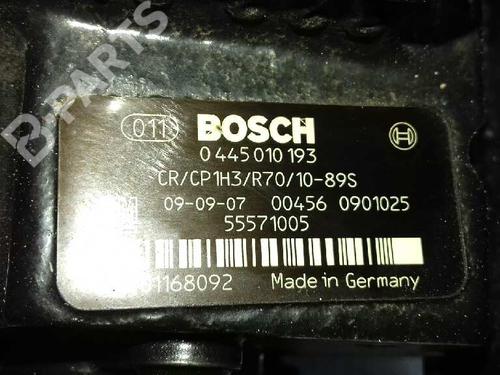 B-PARTS
011 BOSCH
0 445 010 193
CR/CP1H3/R70/10-89S
09-09-07 00456 0901025
55571005
01168092 Made in Germany